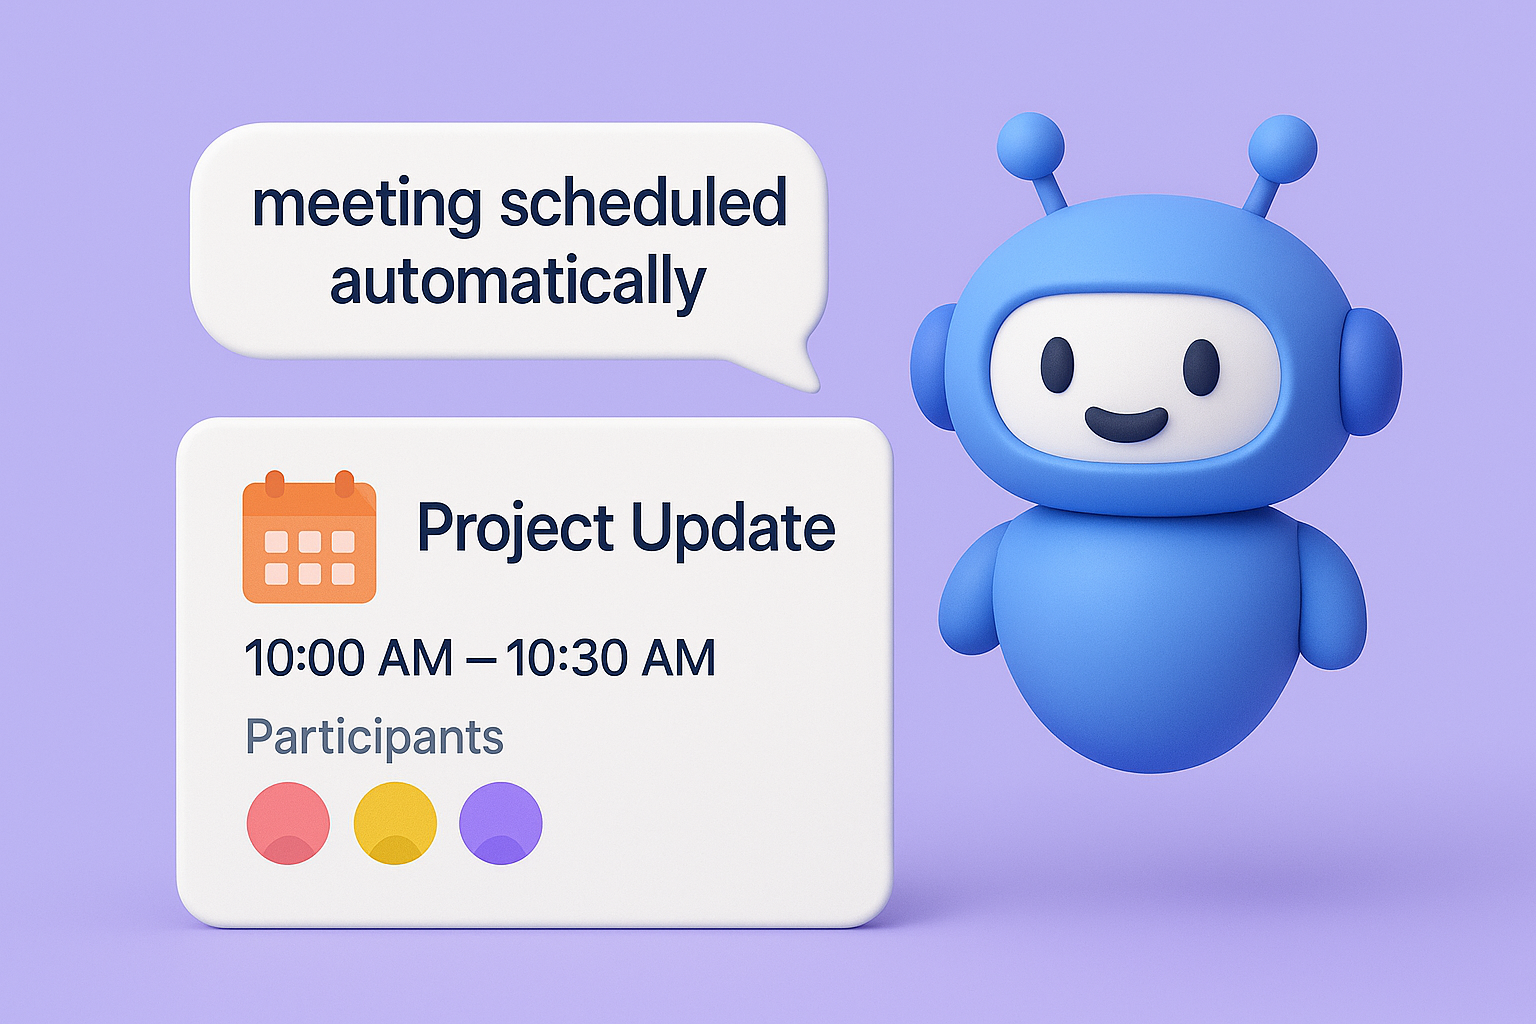 meeting scheduled
automatically
Project Update
10:00 AM – 10:30 AM
Participants